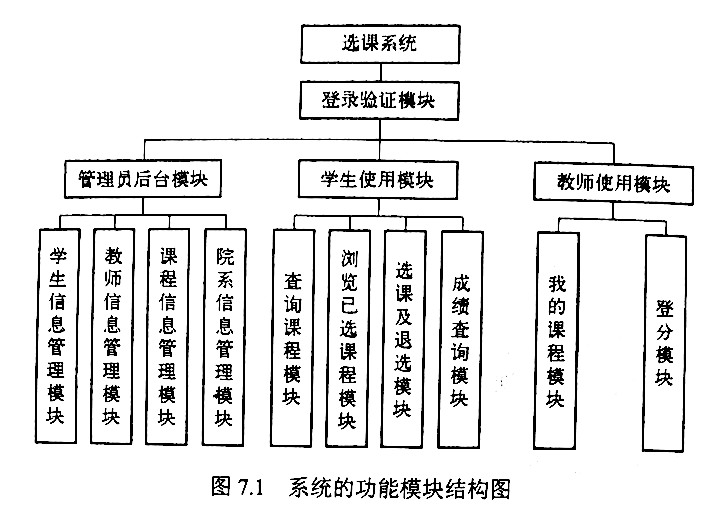 选课系统
登录验证模块
管理员后台模块
学生使用模块
教师使用模块
学生信息管理模块
教师信息管理模块
课程信息管理模块
院系信息管理模块
查询课程模块
浏览已选课程模块
选课及退选模块
成绩查询模块
我的课程模块
登分模块
图 7.1 系统的功能模块结构图